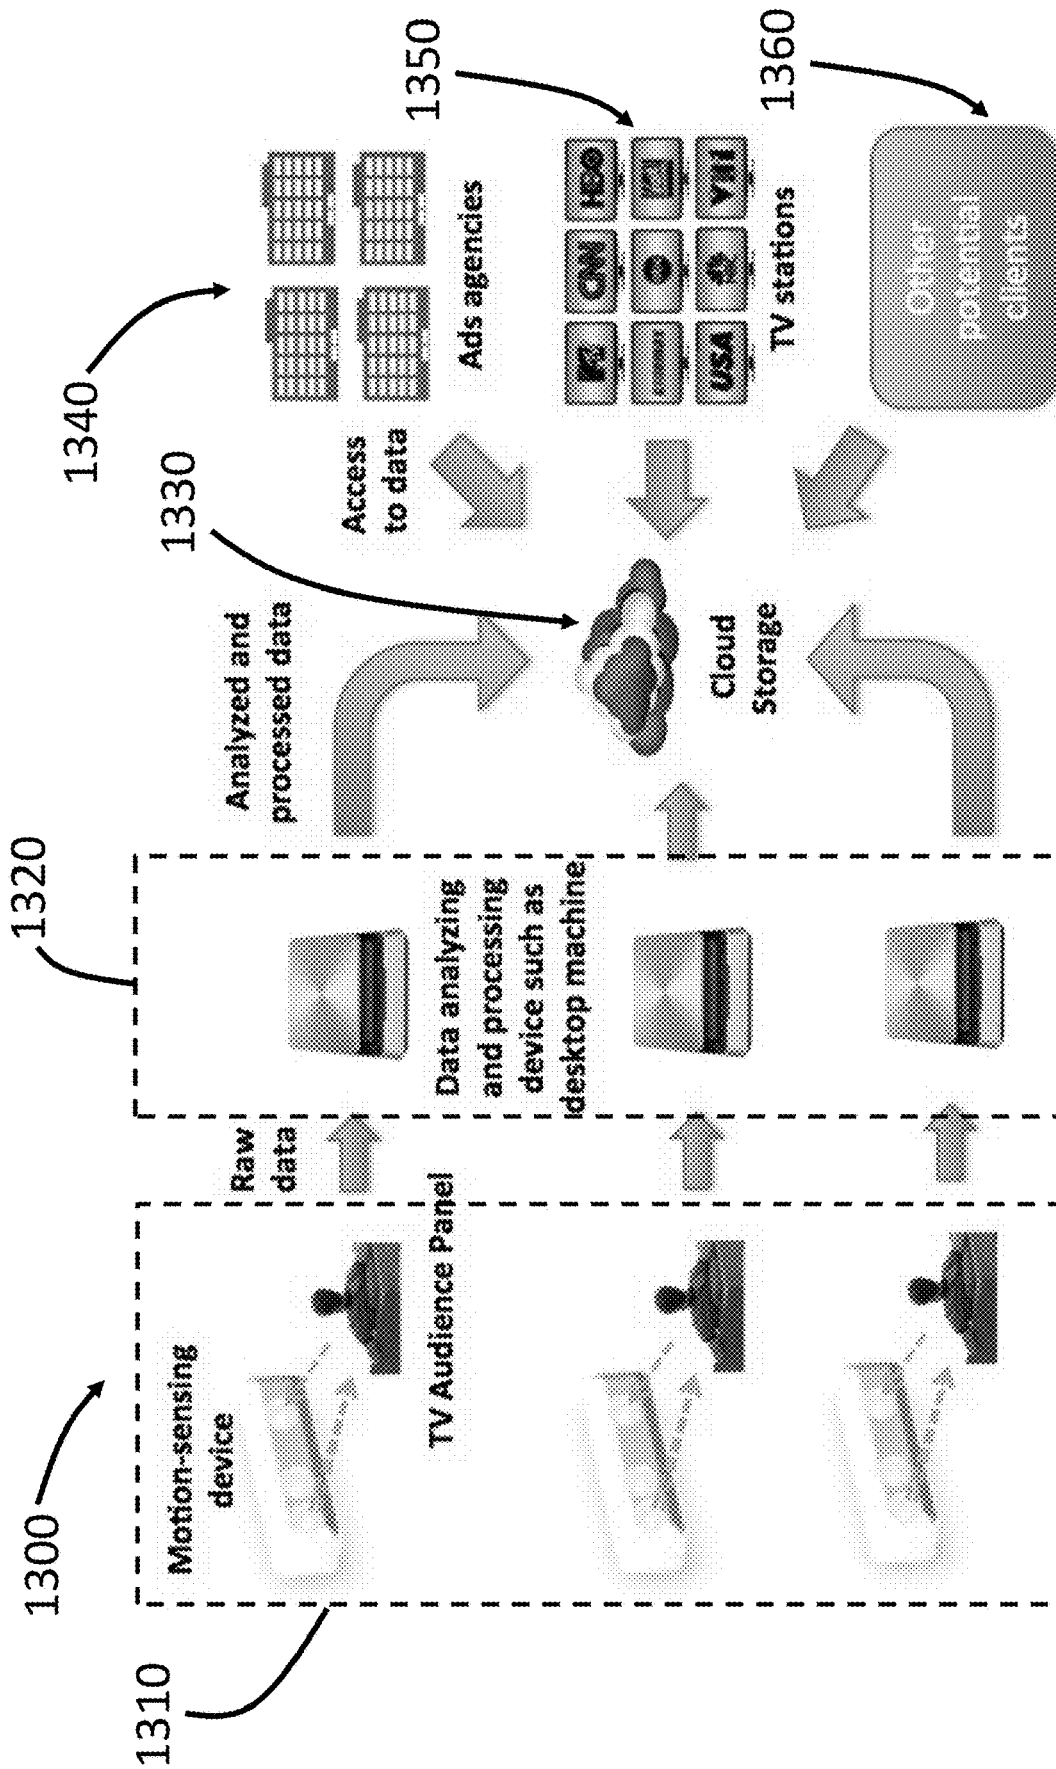 1300
1310
Motion-sensing
device
TV Audience Panel
Raw
data
1320
Data analyzing
and processing
device such as
desktop machine
Analyzed and
processed data
1330
Cloud
Storage
Access
to data
1340
Ads agencies
1350
CNN
HBO
USA
TV stations
1360
Other
potential
clients